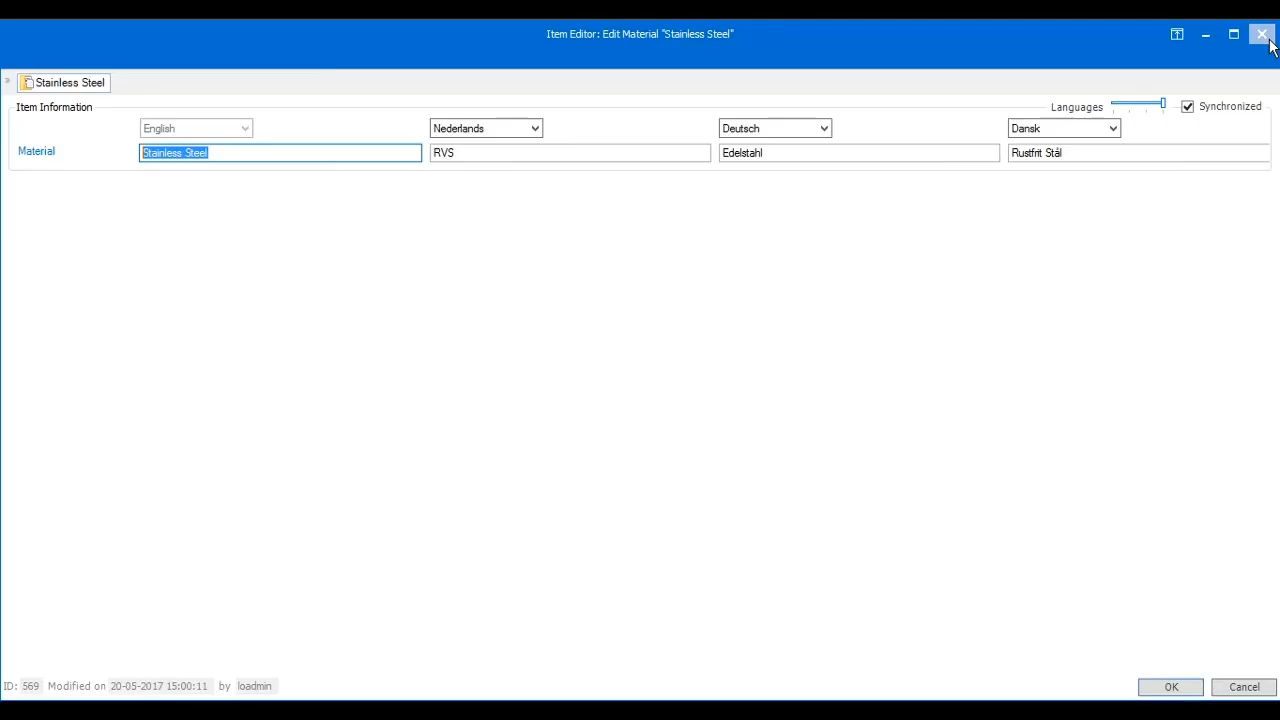 Item Editor: Edit Material "Stainless Steel"
» Stainless Steel
Item Information Languages Synchronized
English Nederlands Deutsch Dansk
Material Stainless Steel RVS Edelstahl Rustfrit Stål
ID: 569 Modified on 20-05-2017 15:00:11 by loadmin OK Cancel